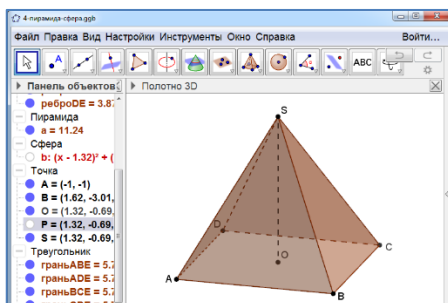 4-пирамида-сфера.ggb
Файл Правка Вид Настройки Инструменты Окно Справка Войти...
ABC
Панель объектов
Полотно 3D
реброDE = 3.8
Пирамида
a = 11.24
Сфера
b: (x - 1.32)² + (
Точка
A = (-1, -1)
B = (1.62, -3.01,
O = (1.32, -0.69,
P = (1.32, -0.69,
S = (1.32, -0.69,
Треугольник
граньABE = 5.7
граньADE = 5.
граньBCE = 5.7
S
D
C
O
A
B